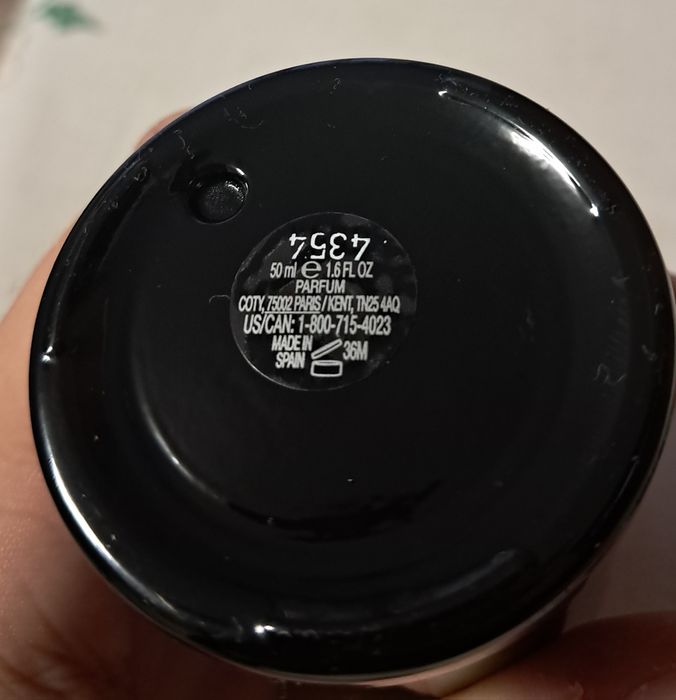 4354
50 ml ℮ 1.6 FL OZ
PARFUM
COTY, 75002 PARIS / KENT, TN25 4AQ
US/CAN: 1-800-715-4023
MADE IN
SPAIN
36M